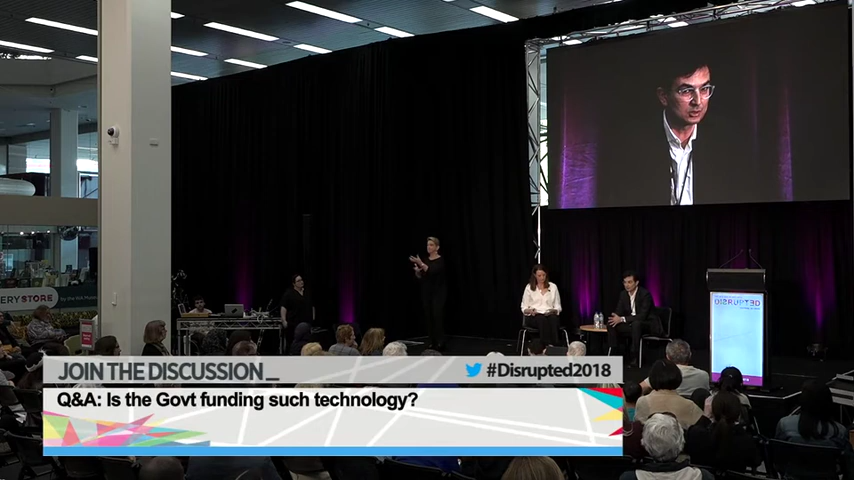 DISRUPTED
ERY STORE
JOIN THE DISCUSSION_
#Disrupted2018
Q&A: Is the Govt funding such technology?